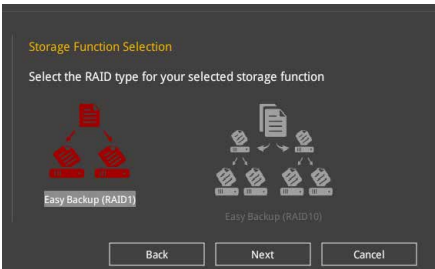 Storage Function Selection
Select the RAID type for your selected storage function
Easy Backup (RAID1)
Easy Backup (RAID10)
Back
Next
Cancel